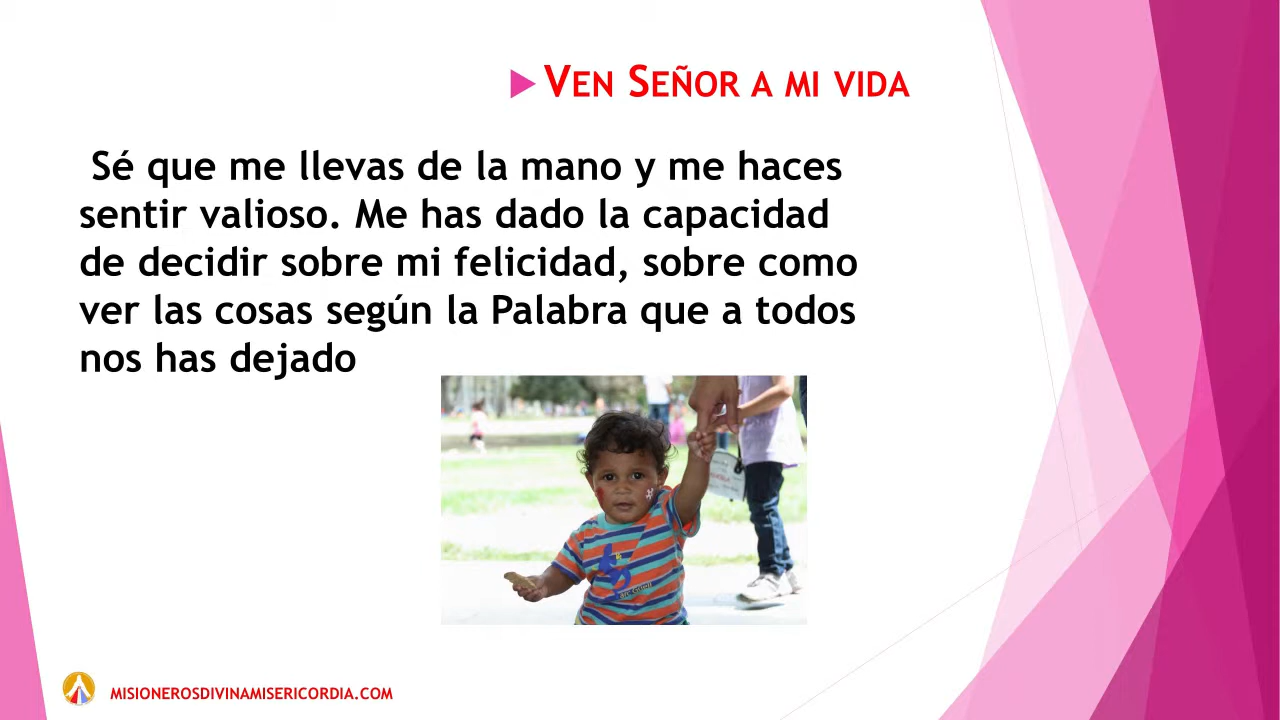 VEN SEÑOR A MI VIDA
Sé que me llevas de la mano y me haces
sentir valioso. Me has dado la capacidad
de decidir sobre mi felicidad, sobre como
ver las cosas según la Palabra que a todos
nos has dejado
MISIONEROSDIVINAMISERICORDIA.COM